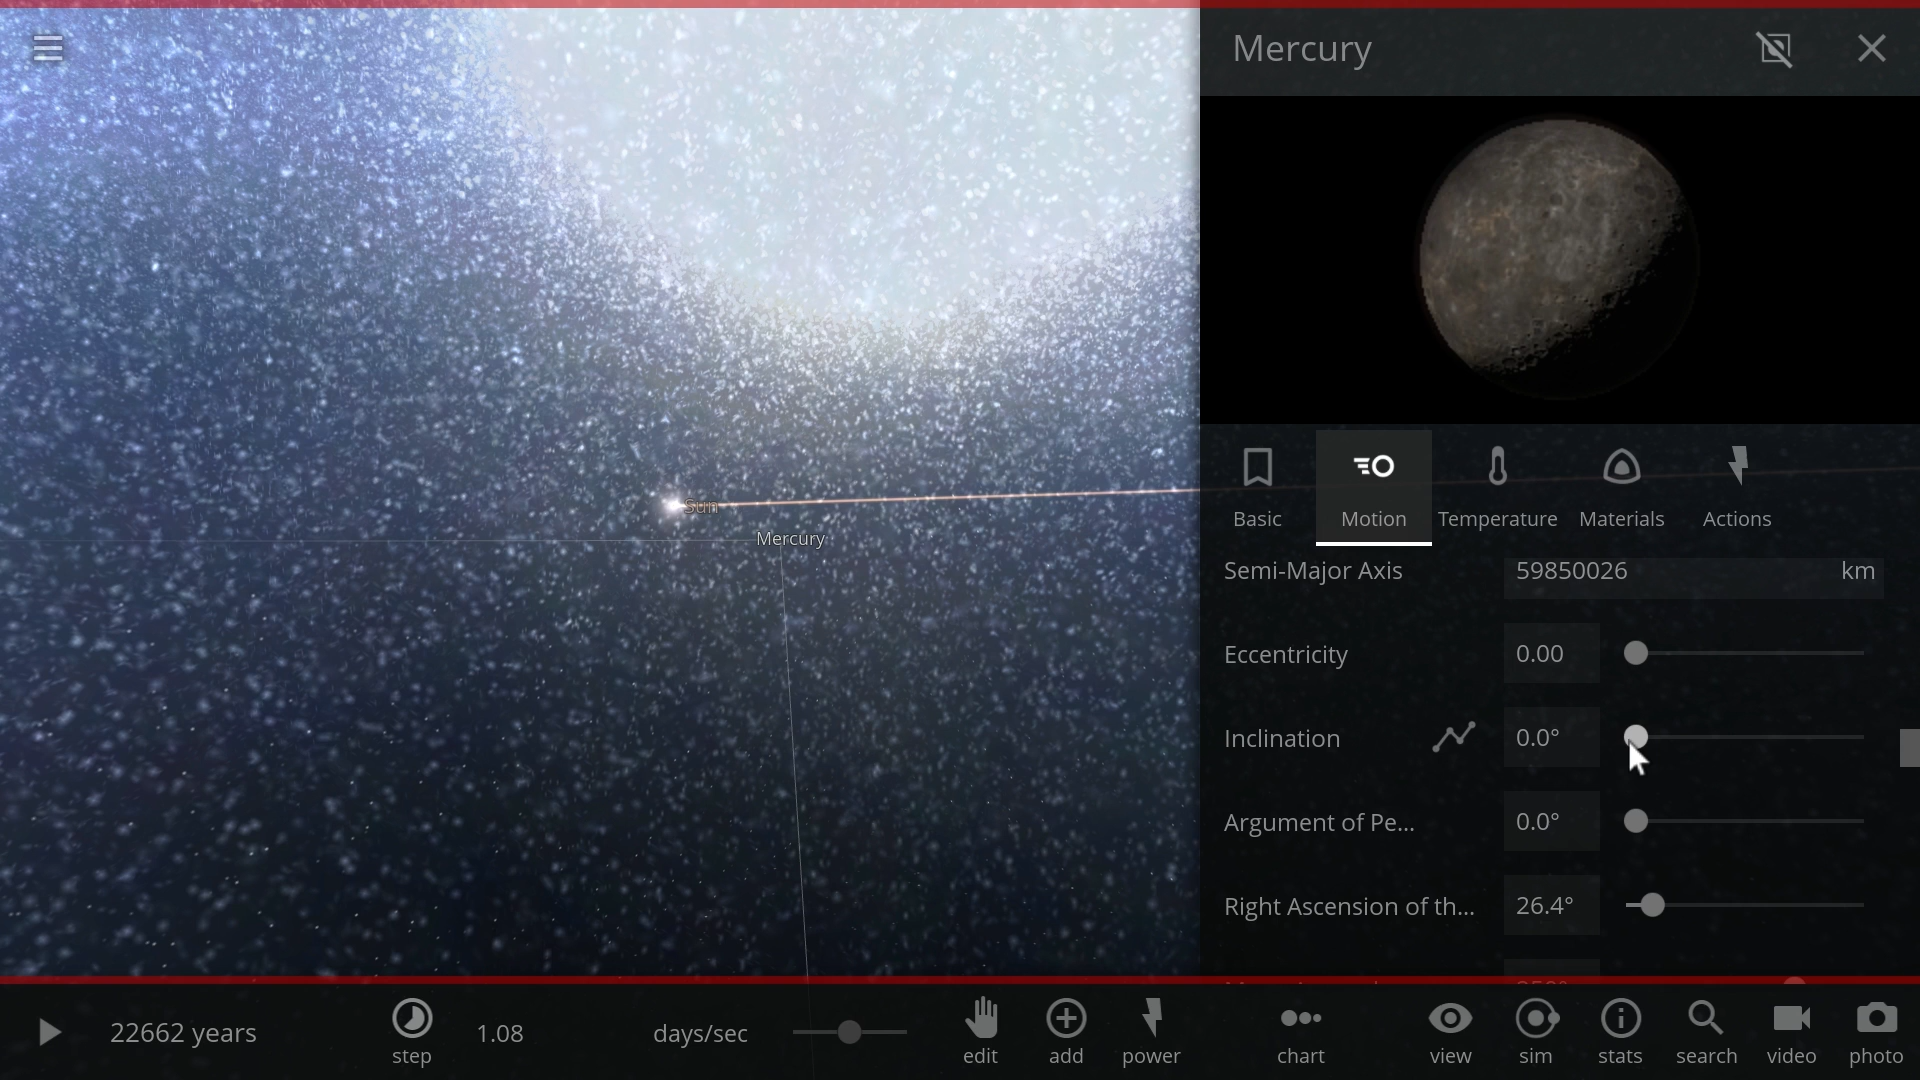 Mercury
Sun
Mercury
Basic
Motion
Temperature
Materials
Actions
Semi-Major Axis 59850026 km
Eccentricity 0.00
Inclination 0.0°
Argument of Pe... 0.0°
Right Ascension of th... 26.4°
22662 years
step
1.08 days/sec
edit
add
power
chart
view
sim
stats
search
video
photo